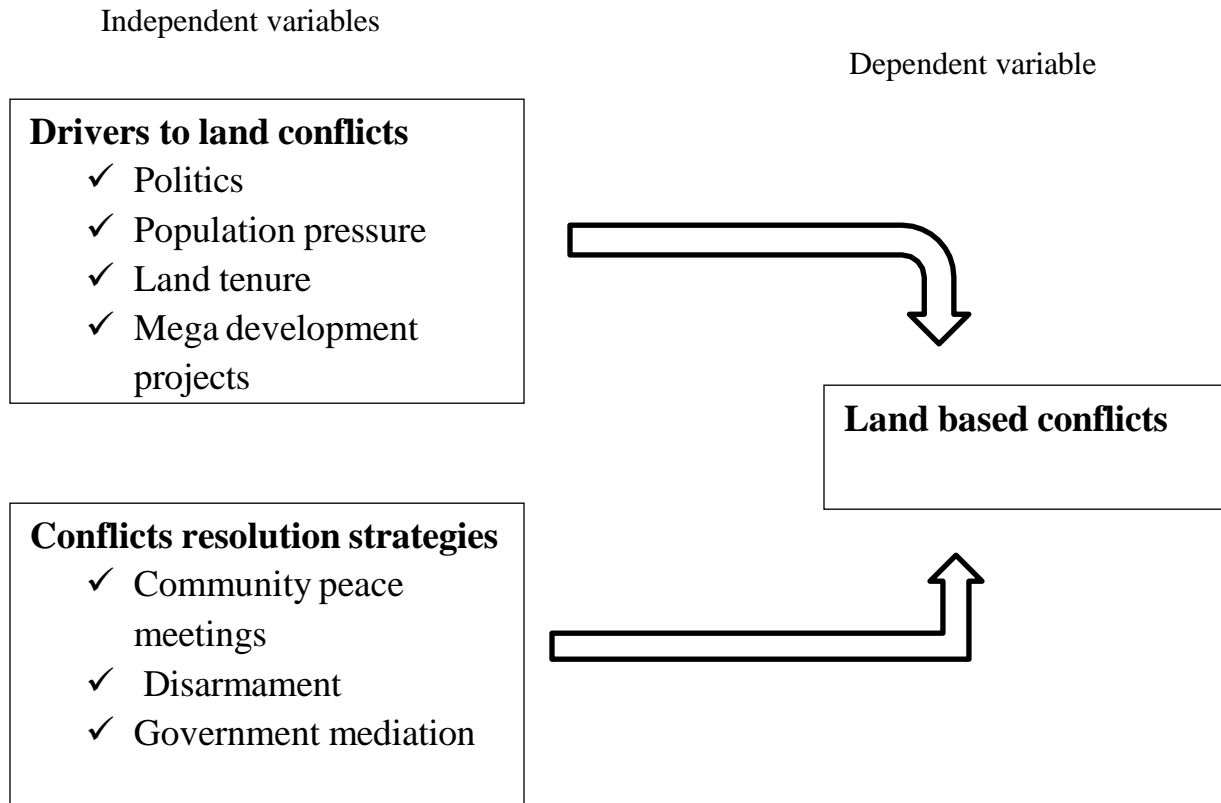 Independent variables
Dependent variable
Drivers to land conflicts
✓ Politics
✓ Population pressure
✓ Land tenure
✓ Mega development
projects
Land based conflicts
Conflicts resolution strategies
✓ Community peace
meetings
✓ Disarmament
✓ Government mediation